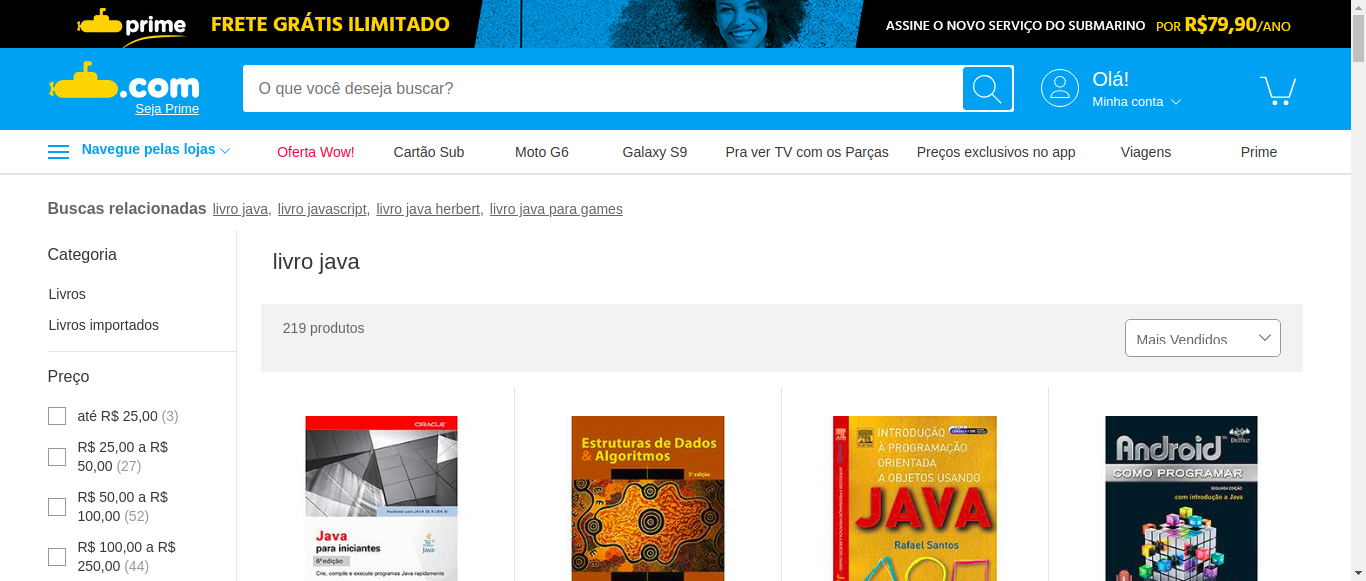 prime FRETE GRÁTIS ILIMITADO ASSINE O NOVO SERVIÇO DO SUBMARINO POR R$79,90/ANO
.com
Seja Prime
O que você deseja buscar?
Olá!
Minha conta
Navegue pelas lojas
Oferta Wow!
Cartão Sub
Moto G6
Galaxy S9
Pra ver TV com os Parças
Preços exclusivos no app
Viagens
Prime
Buscas relacionadas livro java, livro javascript, livro java herbert, livro java para games
Categoria
Livros
Livros importados
Preço
até R$ 25,00 (3)
R$ 25,00 a R$
50,00 (27)
R$ 50,00 a R$
100,00 (52)
R$ 100,00 a R$
250,00 (44)
livro java
219 produtos
Mais Vendidos
ORACLE
Java
para iniciantes
6ª edição
Crie, compile e execute programas Java rapidamente
Java
Estruturas de Dados
& Algoritmos
5ª edição
INTRODUÇÃO
À PROGRAMAÇÃO
ORIENTADA
A OBJETOS USANDO
JAVA
Rafael Santos
Android™
COMO PROGRAMAR
SEGUNDA EDIÇÃO
com introdução a Java